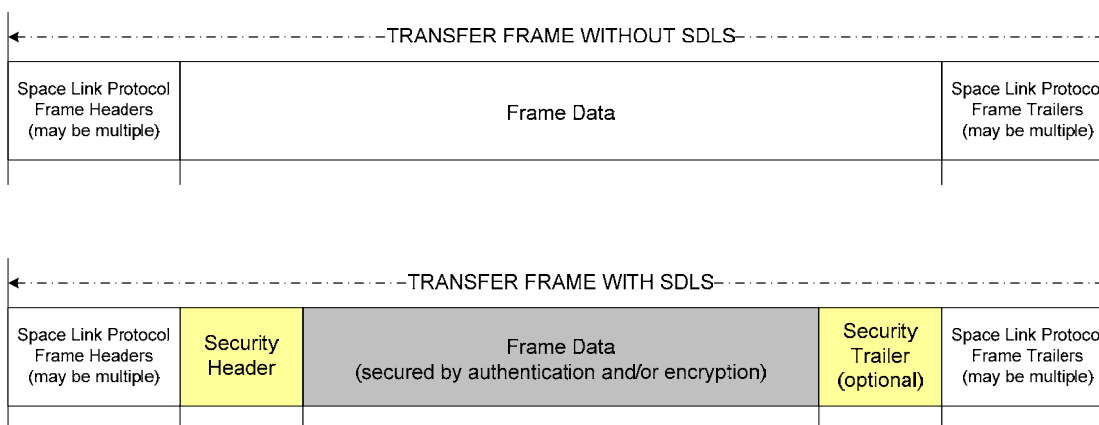 TRANSFER FRAME WITHOUT SDLS
Space Link Protocol
Frame Headers
(may be multiple)
Frame Data
Space Link Protoco
Frame Trailers
(may be multiple)
TRANSFER FRAME WITH SDLS
Space Link Protocol
Frame Headers
(may be multiple)
Security
Header
Frame Data
(secured by authentication and/or encryption)
Security
Trailer
(optional)
Space Link Protoco
Frame Trailers
(may be multiple)